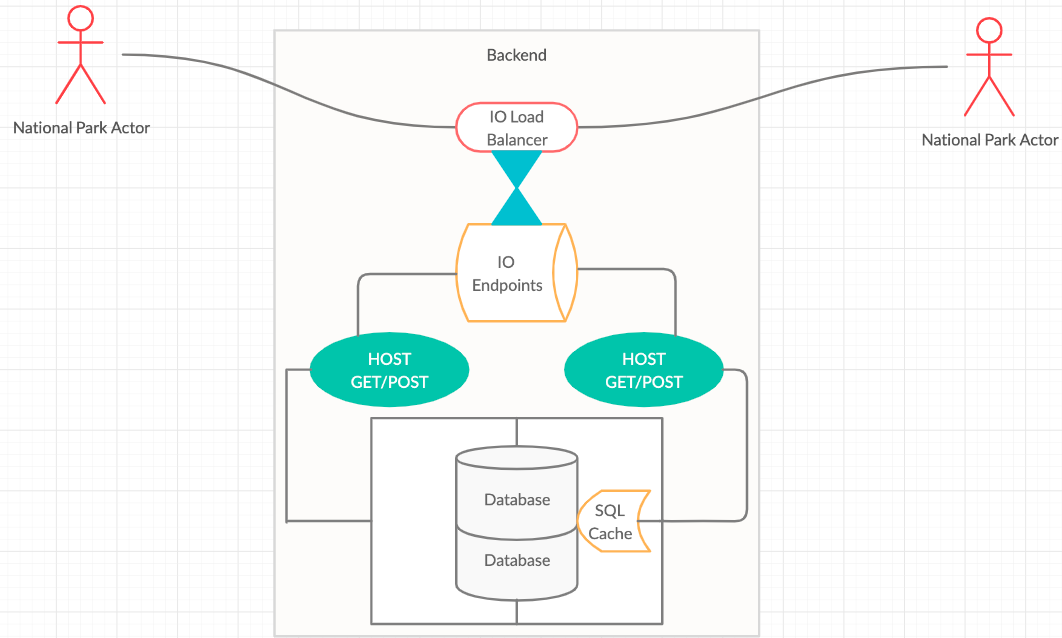 Backend
National Park Actor
IO Load
Balancer
National Park Actor
IO
Endpoints
HOST
GET/POST
HOST
GET/POST
Database
SQL
Cache
Database